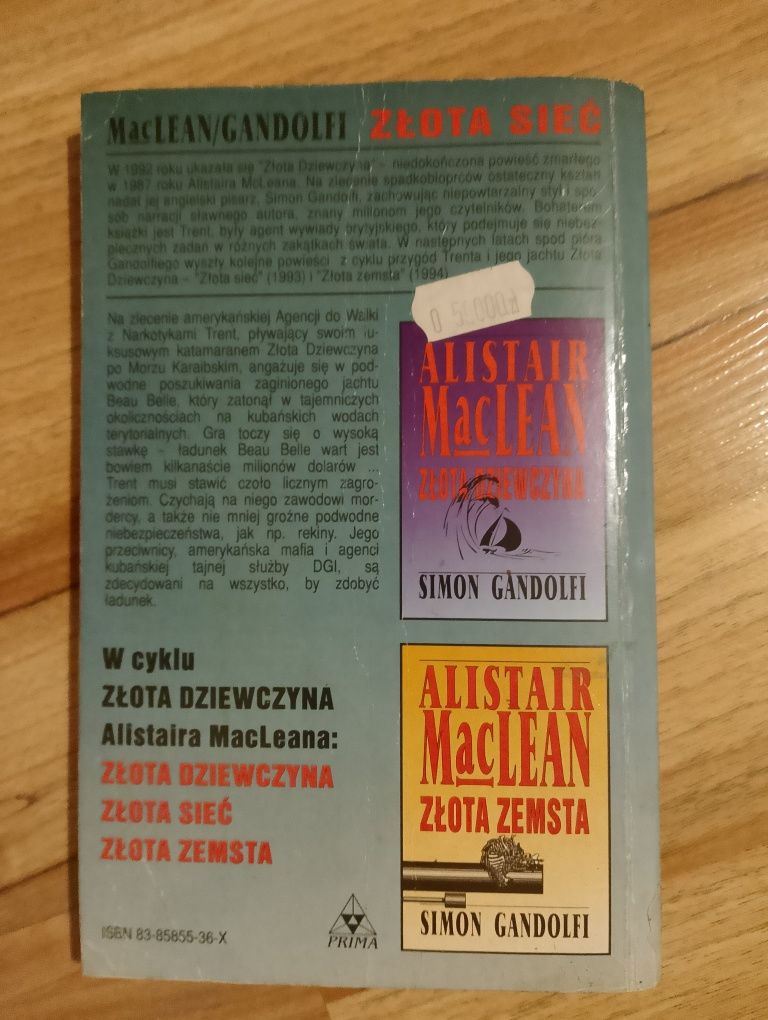 MacLEAN/GANDOLFI ZŁOTA SIEĆ
W 1992 roku ukazała się "Złota Dziewczyna" - niedokończona powieść zmarłego
w 1987 roku Alistaira McLeana. Na zlecenie spadkobiorców ostateczny kształt
nadał jej angielski pisarz, Simon Gandolfi, zachowując niepowtarzalny styl i spo-
sób narracji sławnego autora, znany milionom jego czytelników. Bohaterem
książki jest Trent, były agent wywiady brytyjskiego, który podejmuje się niebez-
piecznych zadań w różnych zakątkach świata. W następnych latach spod pióra
Gandolfiego wyszły kolejne powieści z cyklu przygód Trenta i jego jachtu Złota
Dziewczyna - "Złota sieć" (1993) i "Złota zemsta" (1994)
Na zlecenie amerykańskiej Agencji do Walki
z Narkotykami Trent, pływający swoim lu-
ksusowym katamaranem Złota Dziewczyna
po Morzu Karaibskim, angażuje się w pod-
wodne poszukiwania zaginionego jachtu
Beau Belle, który zatonął w tajemniczych
okolicznościach na kubańskich wodach
terytorialnych. Gra toczy się o wysoką
stawkę - ładunek Beau Belle wart jest
bowiem kilkanaście milionów dolarów ...
Trent musi stawić czoło licznym zagro-
żeniom. Czychają na niego zawodowi mor-
dercy, a także nie mniej groźne podwodne
niebezpieczeństwa, jak np. rekiny. Jego
przeciwnicy, amerykańska mafia i agenci
kubańskiej tajnej służby DGI, są
zdecydowani na wszystko, by zdobyć
ładunek.
ALISTAIR
MacLEAN
ZŁOTA DZIEWCZYNA
SIMON GANDOLFI
W cyklu
ZŁOTA DZIEWCZYNA
Alistaira MacLeana:
ZŁOTA DZIEWCZYNA
ZŁOTA SIEĆ
ZŁOTA ZEMSTA
ALISTAIR
MacLEAN
ZŁOTA ZEMSTA
SIMON GANDOLFI
ISBN 83-85855-36-X
PRIMA